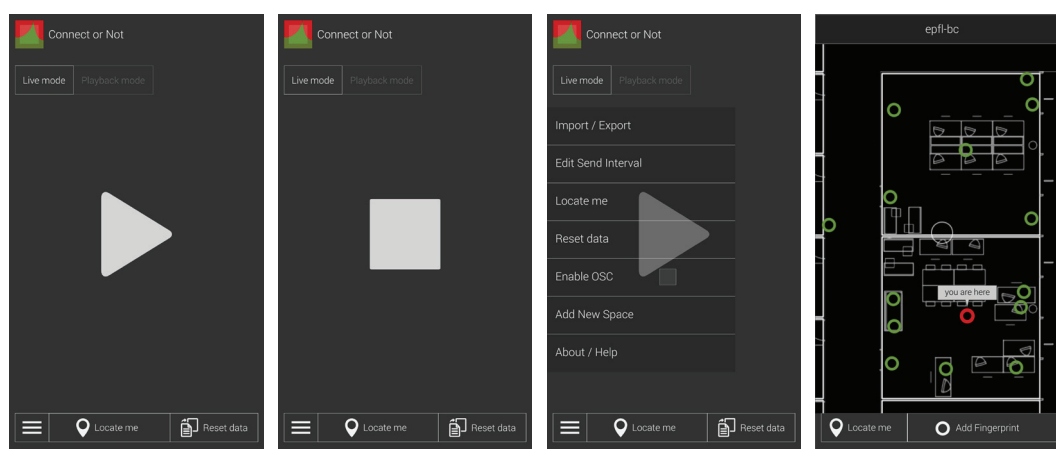 Connect or Not
Live mode Playback mode
Locate me Reset data
Connect or Not
Live mode Playback mode
Locate me Reset data
Connect or Not
Live mode Playback mode
Import / Export
Edit Send Interval
Locate me
Reset data
Enable OSC
Add New Space
About / Help
Locate me Reset data
epfl-bc
you are here
Locate me Add Fingerprint